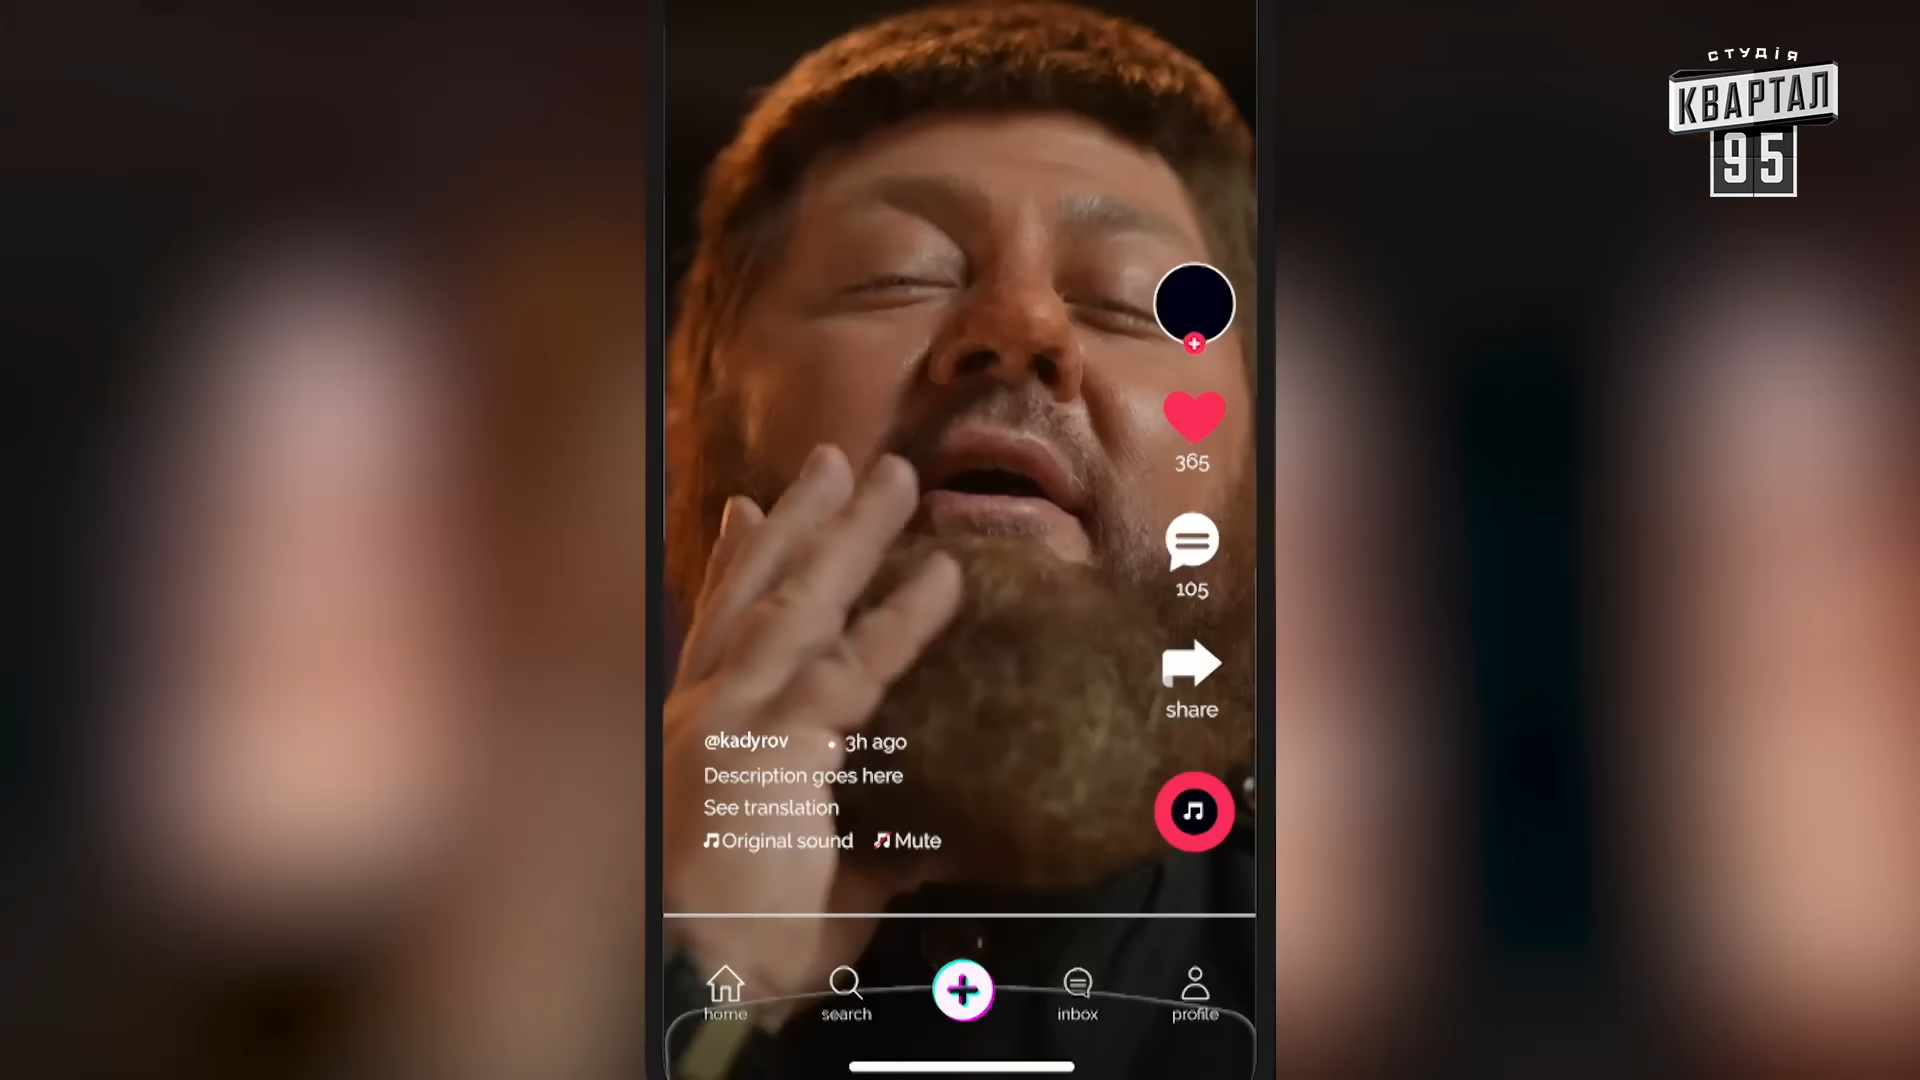 СТУДІЯ
КВАРТАЛ
95
365
105
share
@kadyrov • 3h ago
Description goes here
See translation
Original sound Mute
home search inbox profile